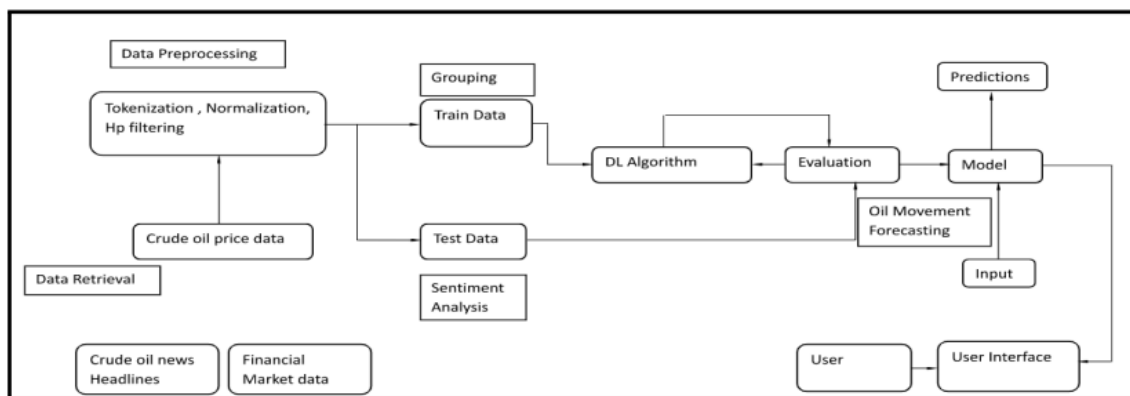 Data Preprocessing
Tokenization , Normalization,
Hp filtering
Crude oil price data
Data Retrieval
Crude oil news
Headlines
Financial
Market data
Grouping
Train Data
Test Data
Sentiment
Analysis
DL Algorithm
Evaluation
Oil Movement
Forecasting
Predictions
Model
Input
User
User Interface